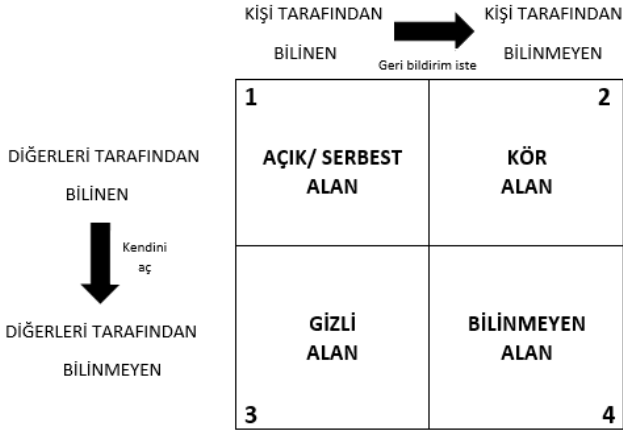 KİŞİ TARAFINDAN
BİLİNEN
Geri bildirim iste
KİŞİ TARAFINDAN
BİLİNMEYEN
DİĞERLERİ TARAFINDAN
BİLİNEN
Kendini
aç
DİĞERLERİ TARAFINDAN
BİLİNMEYEN
1
AÇIK/ SERBEST
ALAN
2
KÖR
ALAN
GİZLİ
ALAN
3
BİLİNMEYEN
ALAN
4